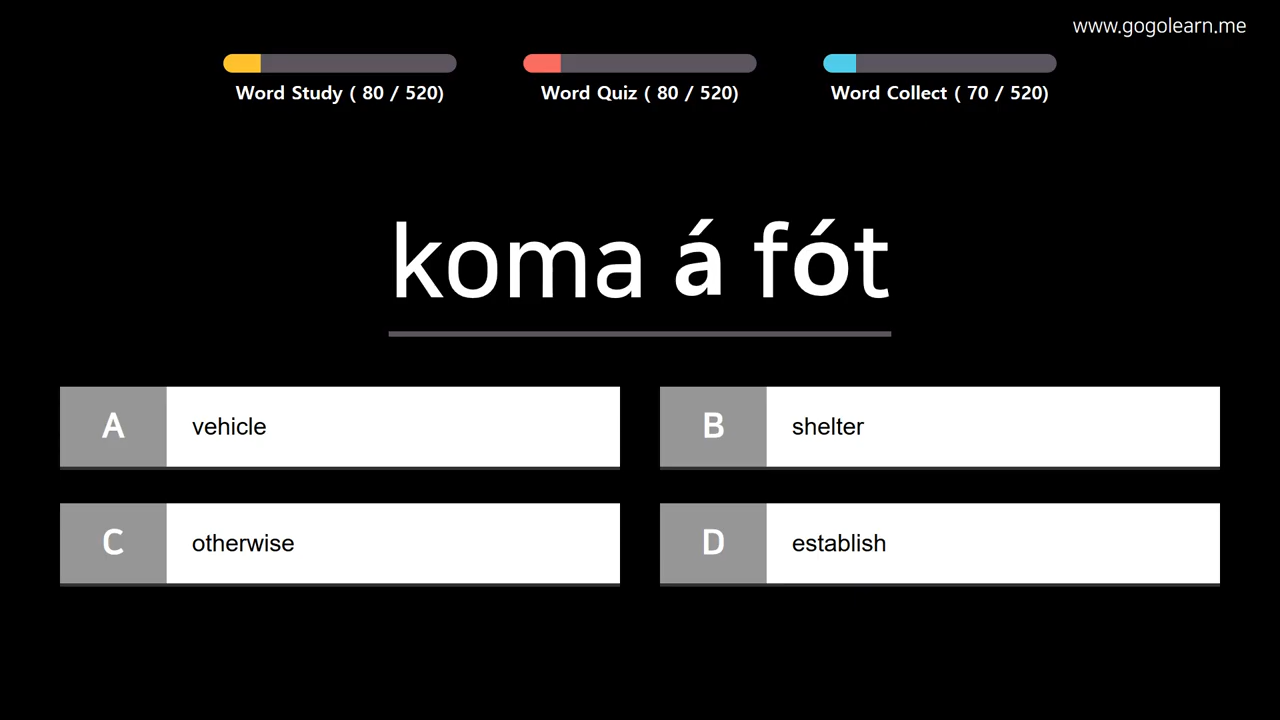 www.gogolearn.me
Word Study ( 80 / 520)
Word Quiz ( 80 / 520)
Word Collect ( 70 / 520)
koma á fót
A vehicle
B shelter
C otherwise
D establish